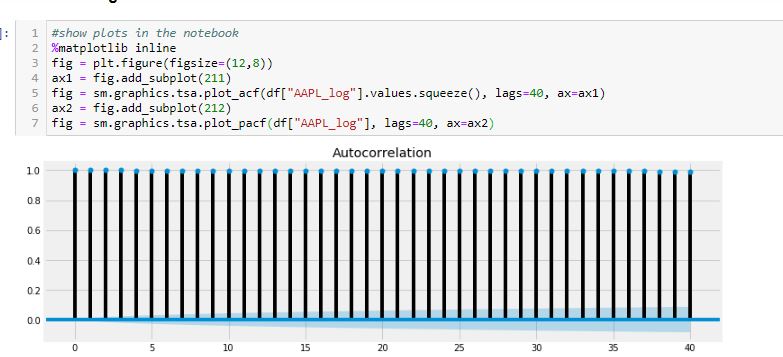 ]:
1 #show plots in the notebook
2 %matplotlib inline
3 fig = plt.figure(figsize=(12,8))
4 ax1 = fig.add_subplot(211)
5 fig = sm.graphics.tsa.plot_acf(df["AAPL_log"].values.squeeze(), lags=40, ax=ax1)
6 ax2 = fig.add_subplot(212)
7 fig = sm.graphics.tsa.plot_pacf(df["AAPL_log"], lags=40, ax=ax2)
Autocorrelation
1.0
0.8
0.6
0.4
0.2
0.0
0 5 10 15 20 25 30 35 40